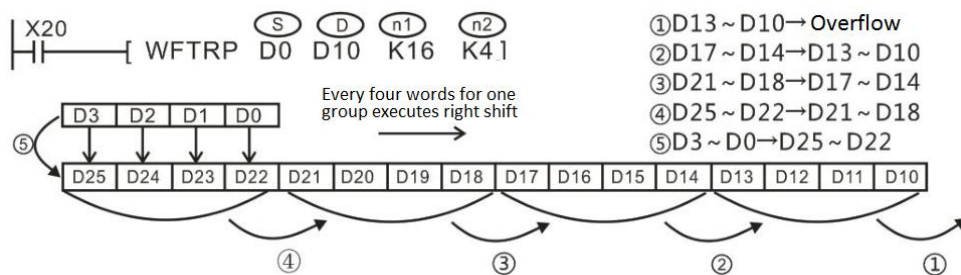 X20
S D n1 n2
[ WFTRP D0 D10 K16 K4 ]
①D13~D10→Overflow
②D17~D14→D13~D10
③D21~D18→D17~D14
④D25~D22→D21~D18
⑤D3~D0→D25~D22
Every four words for one
group executes right shift
D3 D2 D1 D0
⑤
D25 D24 D23 D22 D21 D20 D19 D18 D17 D16 D15 D14 D13 D12 D11 D10
④ ③ ② ①